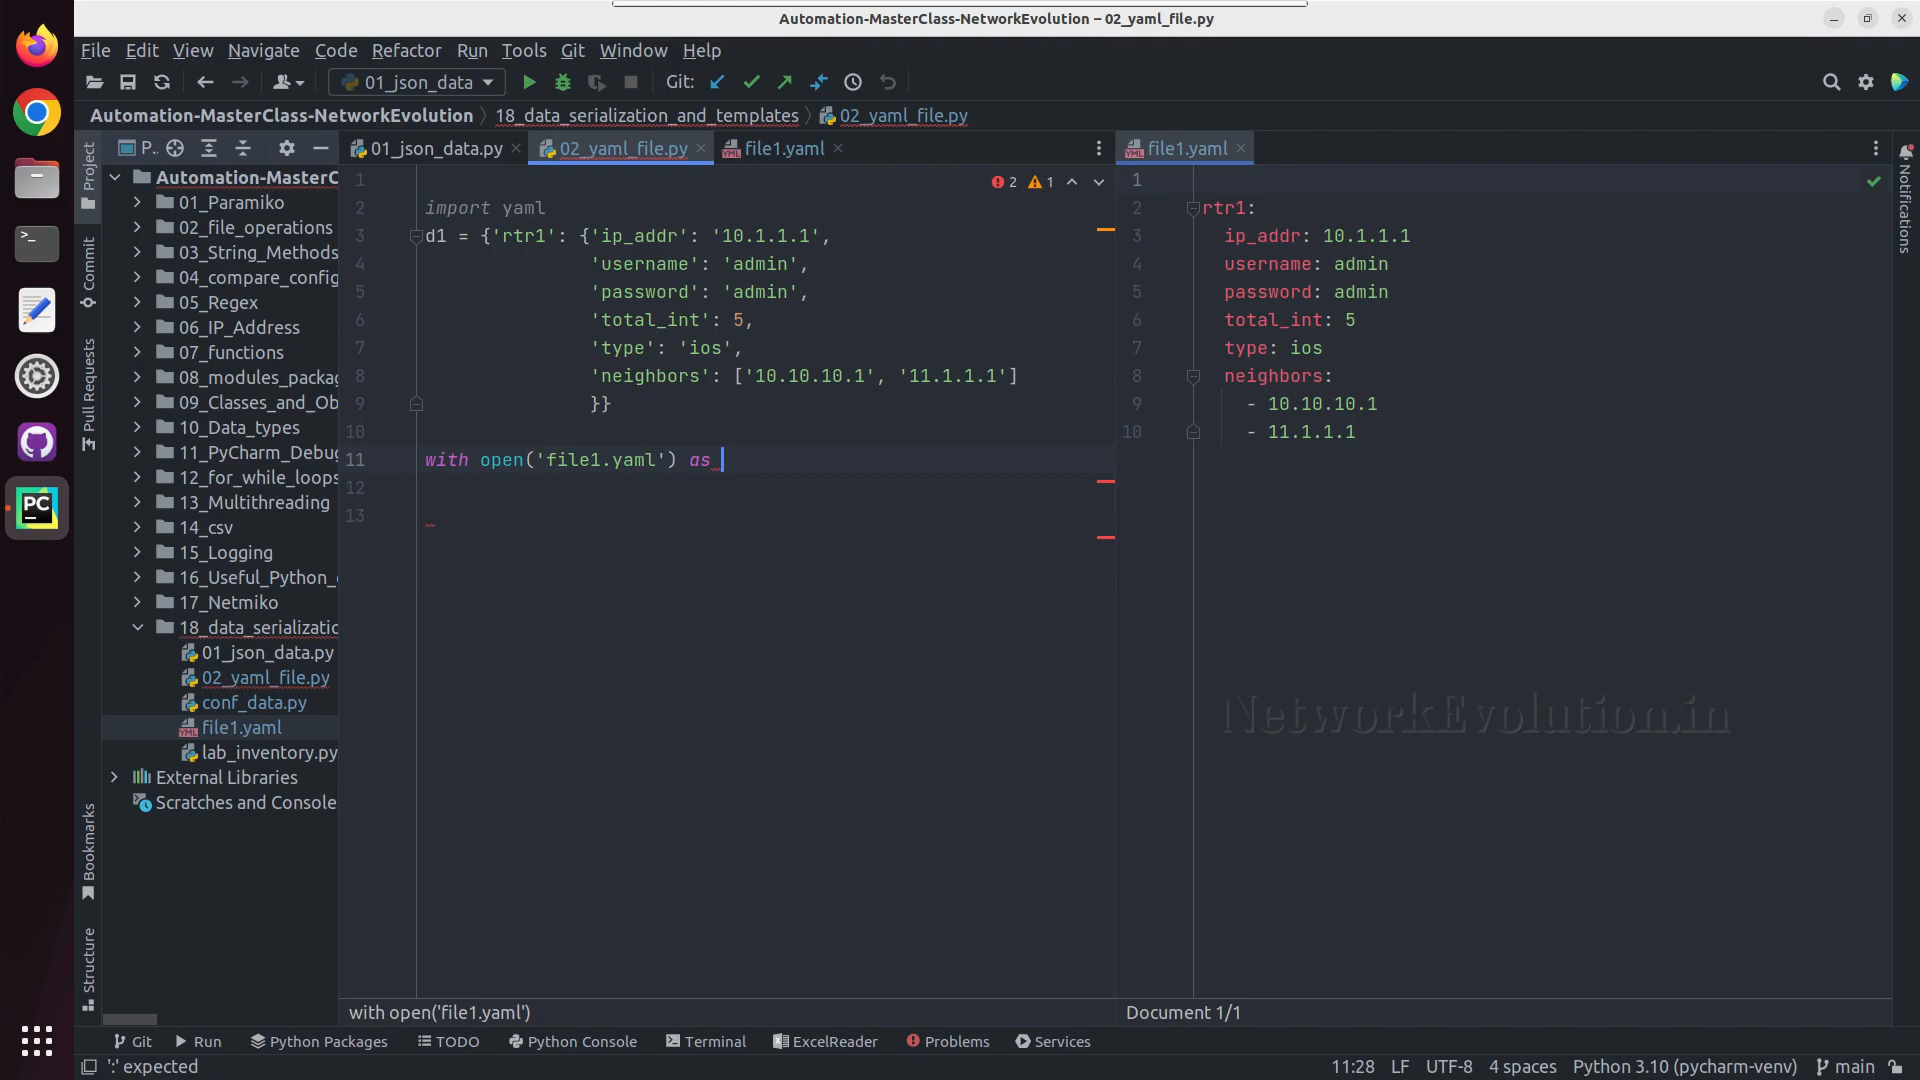 Automation-MasterClass-NetworkEvolution – 02_yaml_file.py
File Edit View Navigate Code Refactor Run Tools Git Window Help
01_json_data Git:
Automation-MasterClass-NetworkEvolution 18_data_serialization_and_templates 02_yaml_file.py
Project
Commit
Pull Requests
Bookmarks
Structure
P..
Automation-MasterC
01_Paramiko
02_file_operations
03_String_Methods
04_compare_config
05_Regex
06_IP_Address
07_functions
08_modules_packag
09_Classes_and_Ob
10_Data_types
11_PyCharm_Debug
12_for_while_loops
13_Multithreading
14_csv
15_Logging
16_Useful_Python_
17_Netmiko
18_data_serializatio
01_json_data.py
02_yaml_file.py
conf_data.py
file1.yaml
lab_inventory.py
External Libraries
Scratches and Console
01_json_data.py 02_yaml_file.py file1.yaml
2 1
1
2 import yaml
3 d1 = {'rtr1': {'ip_addr': '10.1.1.1',
4 'username': 'admin',
5 'password': 'admin',
6 'total_int': 5,
7 'type': 'ios',
8 'neighbors': ['10.10.10.1', '11.1.1.1']
9 }}
10
11 with open('file1.yaml') as
12
13
with open('file1.yaml')
file1.yaml
1
2 rtr1:
3 ip_addr: 10.1.1.1
4 username: admin
5 password: admin
6 total_int: 5
7 type: ios
8 neighbors:
9 - 10.10.10.1
10 - 11.1.1.1
NetworkEvolution.in
Document 1/1
Notifications
Git Run Python Packages TODO Python Console Terminal ExcelReader Problems Services
':' expected 11:28 LF UTF-8 4 spaces Python 3.10 (pycharm-venv) main